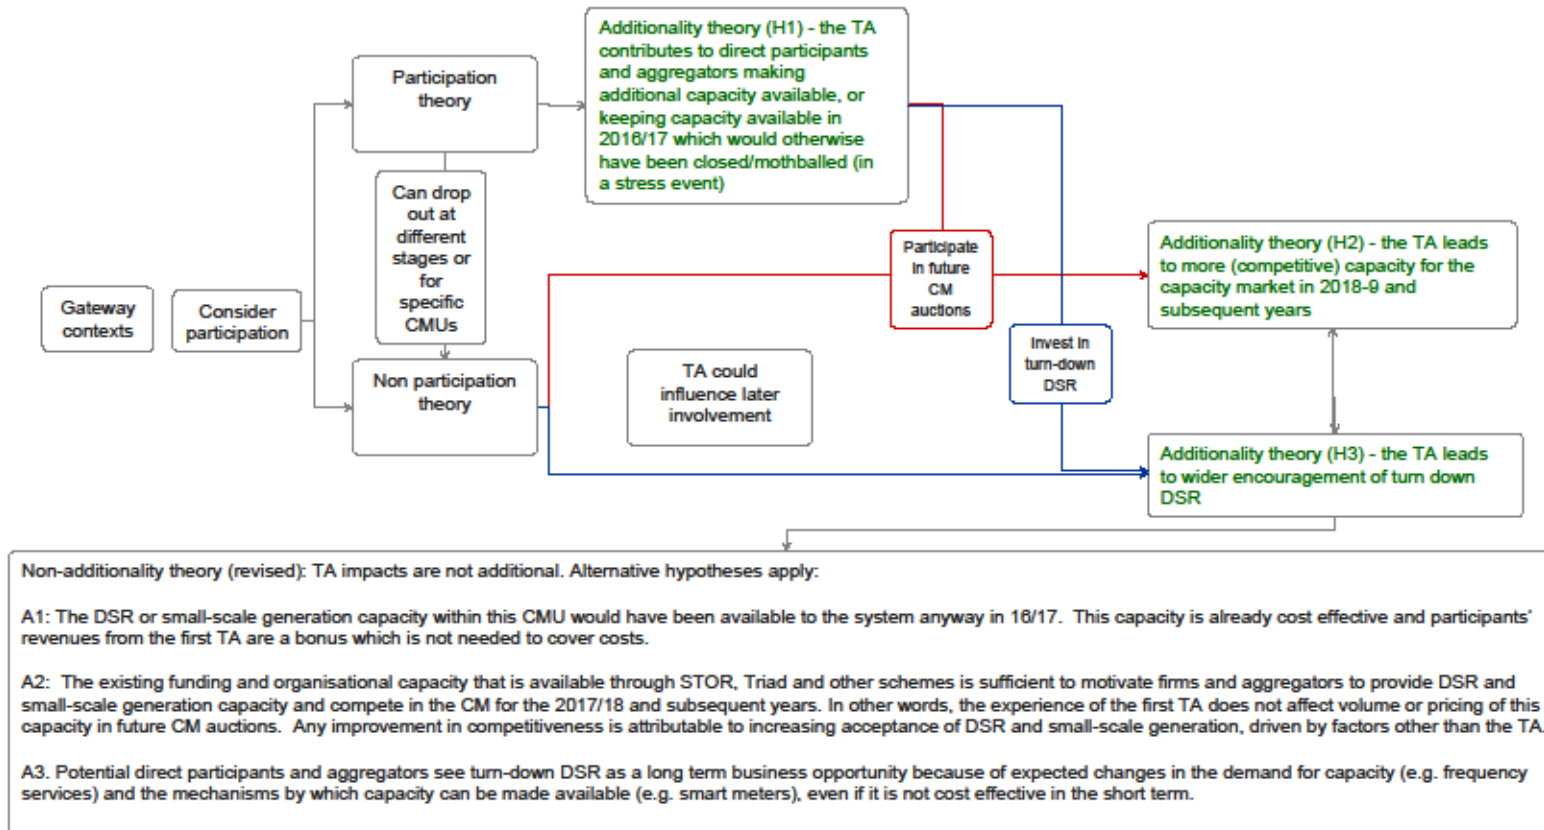 Gateway
contexts
Consider
participation
Participation
theory
Can drop
out at
different
stages or
for
specific
CMUs
Non participation
theory
Additionality theory (H1) - the TA
contributes to direct participants
and aggregators making
additional capacity available, or
keeping capacity available in
2016/17 which would otherwise
have been closed/mothballed (in
a stress event)
TA could
influence later
involvement
Participate
in future
CM
auctions
Invest in
turn-down
DSR
Additionality theory (H2) - the TA leads
to more (competitive) capacity for the
capacity market in 2018-9 and
subsequent years
Additionality theory (H3) - the TA leads
to wider encouragement of turn down
DSR
Non-additionality theory (revised): TA impacts are not additional. Alternative hypotheses apply:
A1: The DSR or small-scale generation capacity within this CMU would have been available to the system anyway in 16/17.  This capacity is already cost effective and participants'
revenues from the first TA are a bonus which is not needed to cover costs.
A2:  The existing funding and organisational capacity that is available through STOR, Triad and other schemes is sufficient to motivate firms and aggregators to provide DSR and
small-scale generation capacity and compete in the CM for the 2017/18 and subsequent years. In other words, the experience of the first TA does not affect volume or pricing of this
capacity in future CM auctions.  Any improvement in competitiveness is attributable to increasing acceptance of DSR and small-scale generation, driven by factors other than the TA.
A3. Potential direct participants and aggregators see turn-down DSR as a long term business opportunity because of expected changes in the demand for capacity (e.g. frequency
services) and the mechanisms by which capacity can be made available (e.g. smart meters), even if it is not cost effective in the short term.